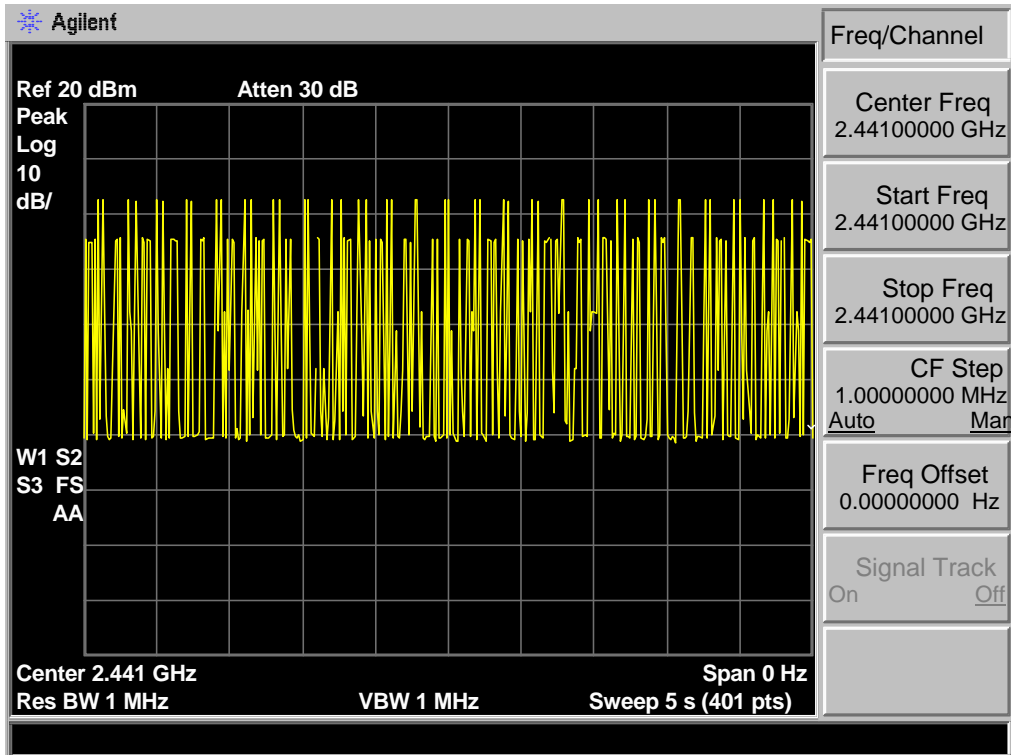 Agilent
Ref 20 dBm Atten 30 dB
Peak
Log
10
dB/
W1 S2
S3 FS
AA
Center 2.441 GHz Span 0 Hz
Res BW 1 MHz VBW 1 MHz Sweep 5 s (401 pts)
Freq/Channel
Center Freq
2.44100000 GHz
Start Freq
2.44100000 GHz
Stop Freq
2.44100000 GHz
CF Step
1.00000000 MHz
Auto Man
Freq Offset
0.00000000 Hz
Signal Track
On Off